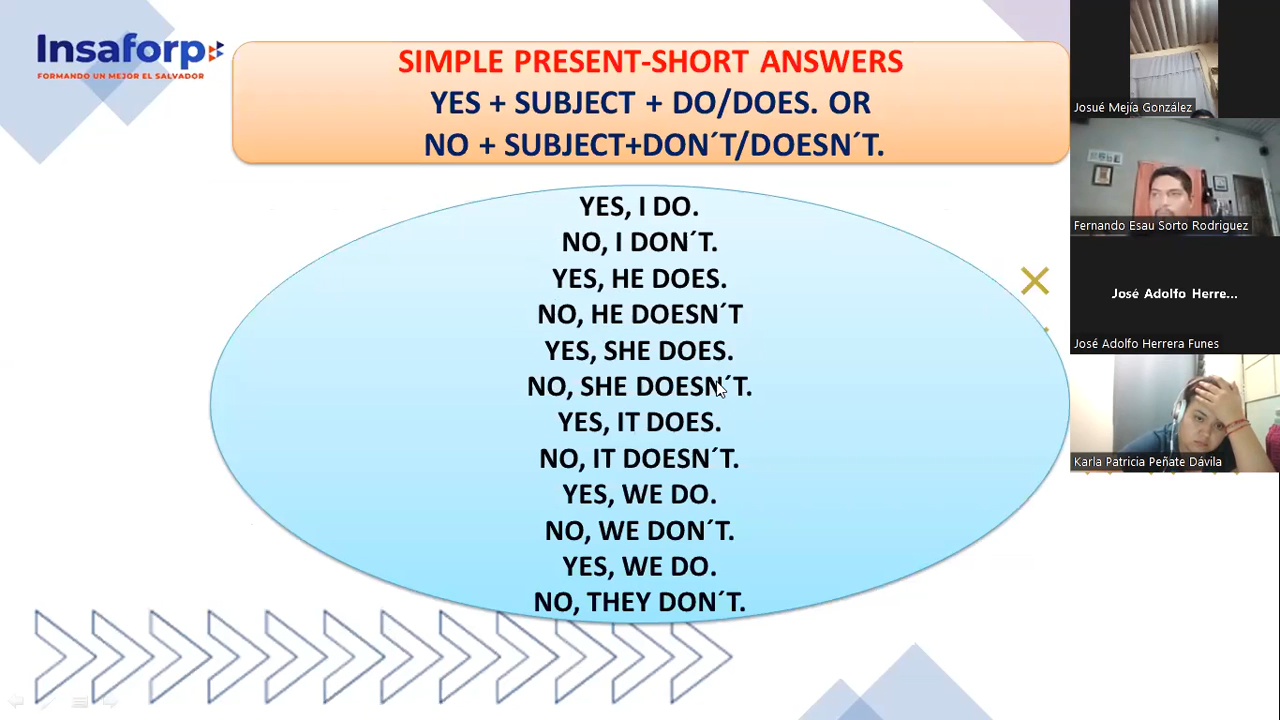 Insaforp
FORMANDO UN MEJOR EL SALVADOR
SIMPLE PRESENT-SHORT ANSWERS
YES + SUBJECT + DO/DOES. OR
NO + SUBJECT+DON´T/DOESN´T.
YES, I DO.
NO, I DON´T.
YES, HE DOES.
NO, HE DOESN´T
YES, SHE DOES.
NO, SHE DOESN´T.
YES, IT DOES.
NO, IT DOESN´T.
YES, WE DO.
NO, WE DON´T.
YES, WE DO.
NO, THEY DON´T.
Josué Mejía González
Fernando Esau Sorto Rodriguez
José Adolfo Herre...
José Adolfo Herrera Funes
Karla Patricia Peñate Dávila